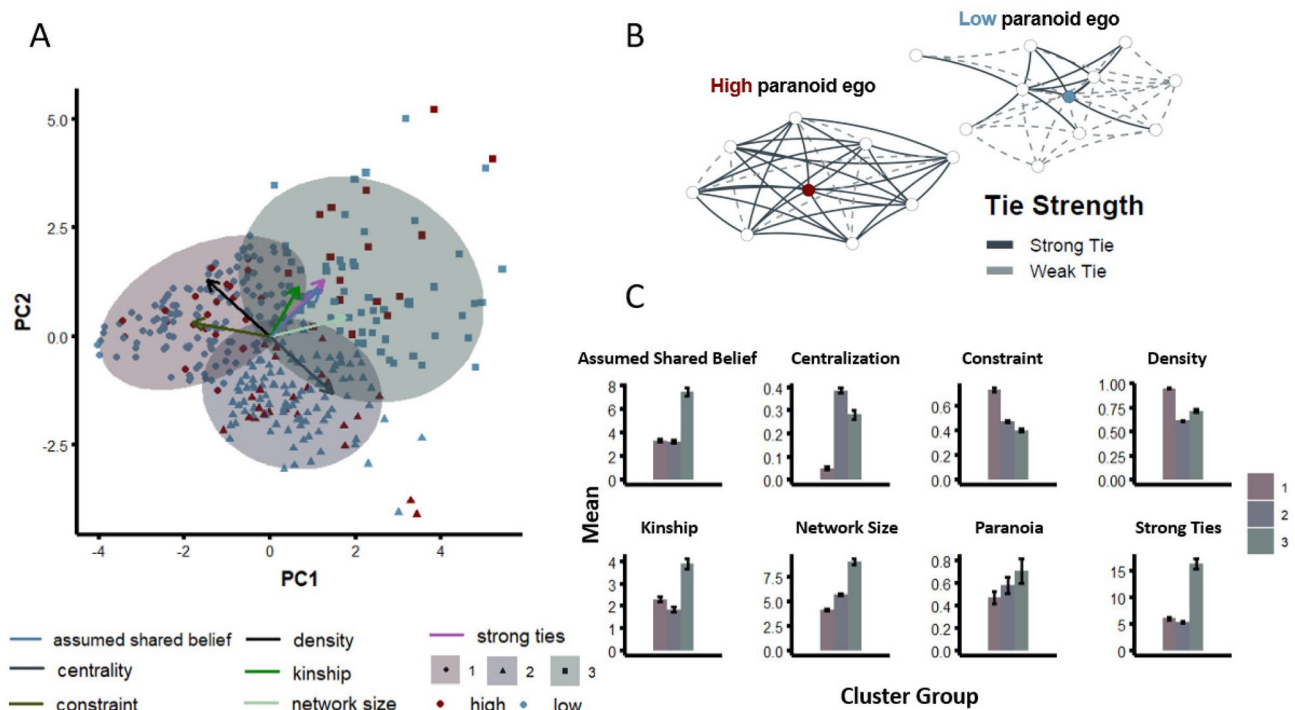 A
5.0
2.5
0.0
-2.5
PC2
-4
-2
0
2
4
PC1
assumed shared belief
density
strong ties
centrality
kinship
1
2
3
constraint
network size
high
low
B
Low paranoid ego
High paranoid ego
Tie Strength
Strong Tie
Weak Tie
C
Assumed Shared Belief
Centralization
Constraint
Density
8
6
4
2
0
0.4
0.3
0.2
0.1
0.0
0.6
0.4
0.2
0.0
1.00
0.75
0.50
0.25
0.00
Mean
Kinship
Network Size
Paranoia
Strong Ties
4
3
2
1
0
7.5
5.0
2.5
0.0
0.8
0.6
0.4
0.2
0.0
15
10
5
0
1
2
3
Cluster Group